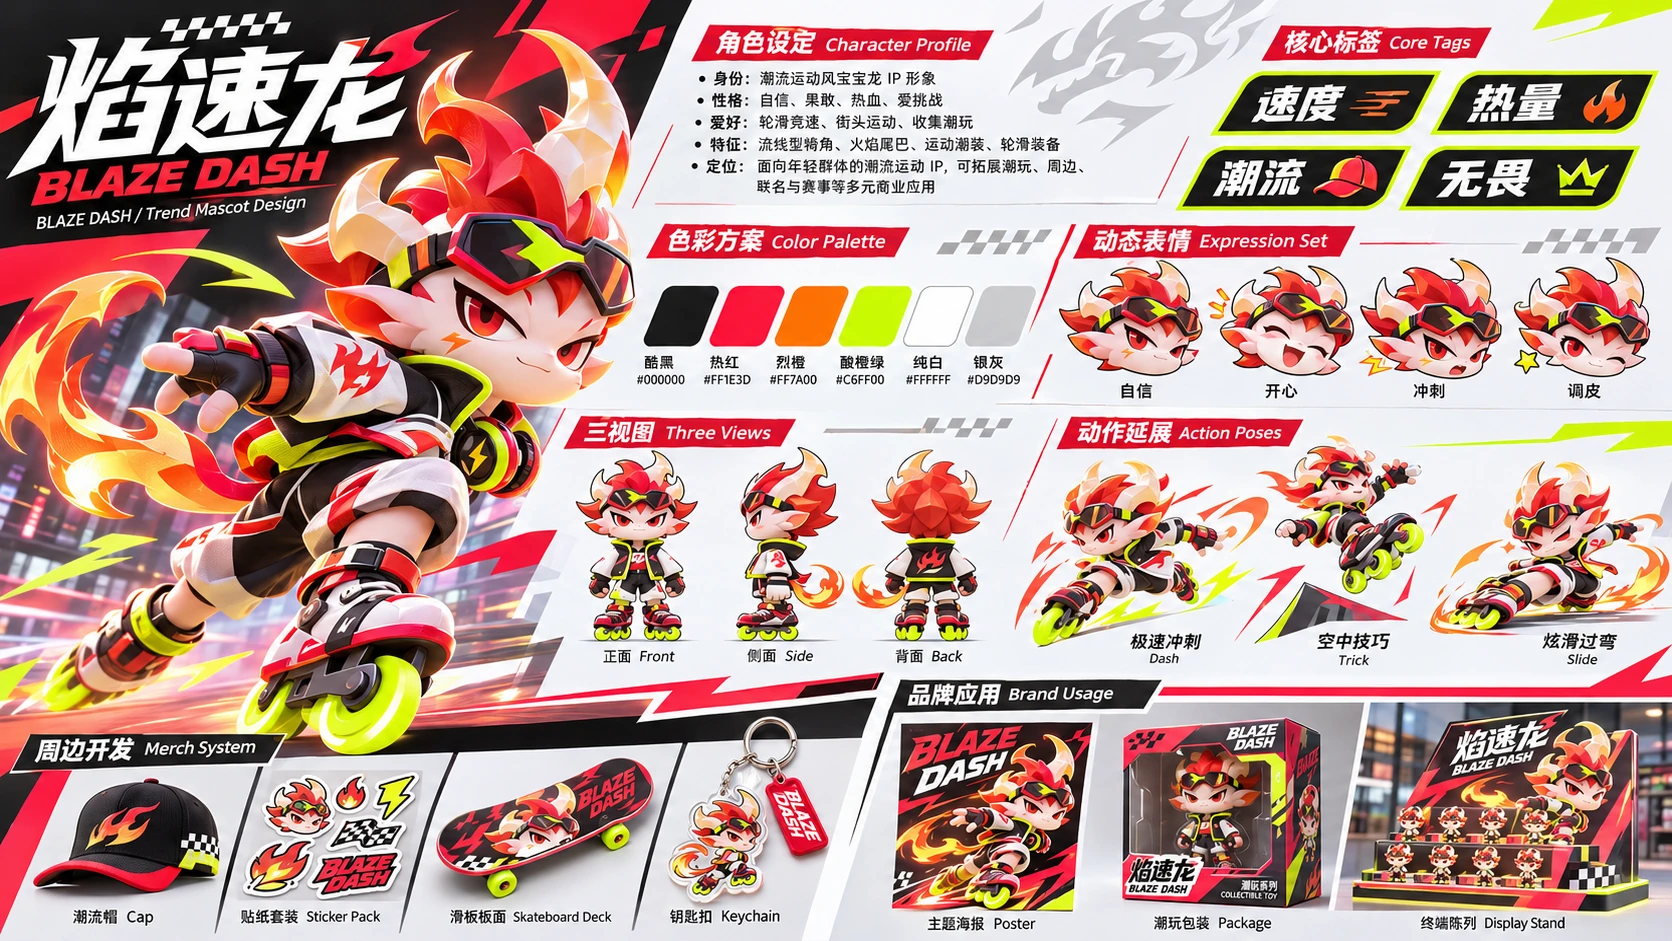 焰速龙
BLAZE DASH
BLAZE DASH / Trend Mascot Design
角色设定 Character Profile
• 身份：潮流运动风宝宝龙 IP 形象
• 性格：自信、果敢、热血、爱挑战
• 爱好：轮滑竞速、街头运动、收集潮玩
• 特征：流线型犄角、火焰尾巴、运动潮装、轮滑装备
• 定位：面向年轻群体的潮流运动 IP，可拓展潮玩、周边、
联名与赛事等多元商业应用
核心标签 Core Tags
速度
热量
潮流
无畏
色彩方案 Color Palette
酷黑
#000000
热红
#FF1E3D
烈橙
#FF7A00
酸橙绿
#C6FF00
纯白
#FFFFFF
银灰
#D9D9D9
动态表情 Expression Set
自信
开心
冲刺
调皮
三视图 Three Views
正面 Front
侧面 Side
背面 Back
动作延展 Action Poses
极速冲刺
Dash
空中技巧
Trick
炫滑过弯
Slide
周边开发 Merch System
BLAZE
DASH
BLAZE
DASH
BLAZE
DASH
潮流帽 Cap
贴纸套装 Sticker Pack
滑板板面 Skateboard Deck
钥匙扣 Keychain
品牌应用 Brand Usage
BLAZE
DASH
BLAZE
DASH
焰速龙
BLAZE DASH
COLLECTIBLE TOY
焰速龙
BLAZE DASH
主题海报 Poster
潮玩包装 Package
终端陈列 Display Stand